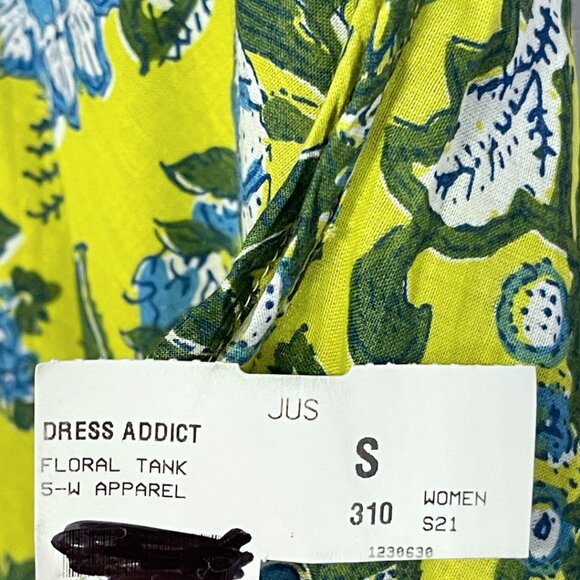 JUS
DRESS ADDICT
S
FLORAL TANK
5-W APPAREL
310
WOMEN
S21
1230630